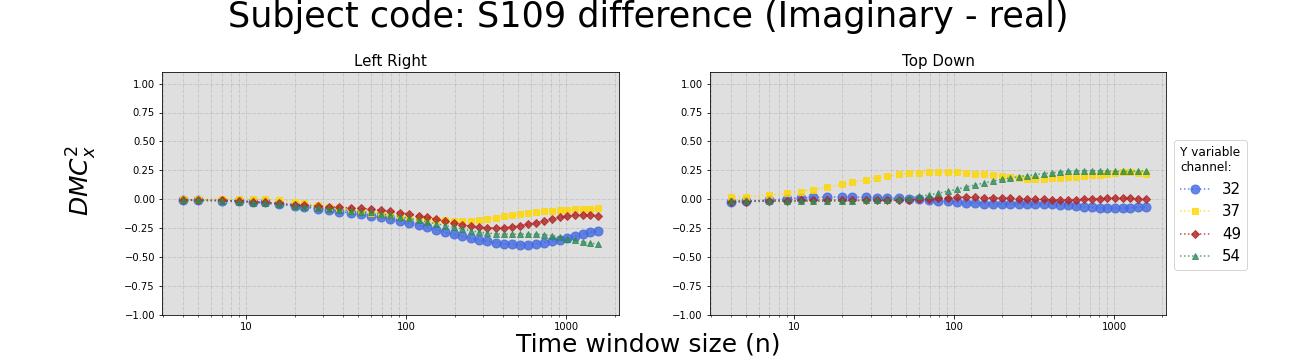 Subject code: S109 difference (Imaginary - real)
Left Right
Top Down
DMC²ₓ
1.00
0.75
0.50
0.25
0.00
−0.25
−0.50
−0.75
−1.00
10 100 1000
1.00
0.75
0.50
0.25
0.00
−0.25
−0.50
−0.75
−1.00
10 100 1000
Y variable
channel:
32
37
49
54
Time window size (n)